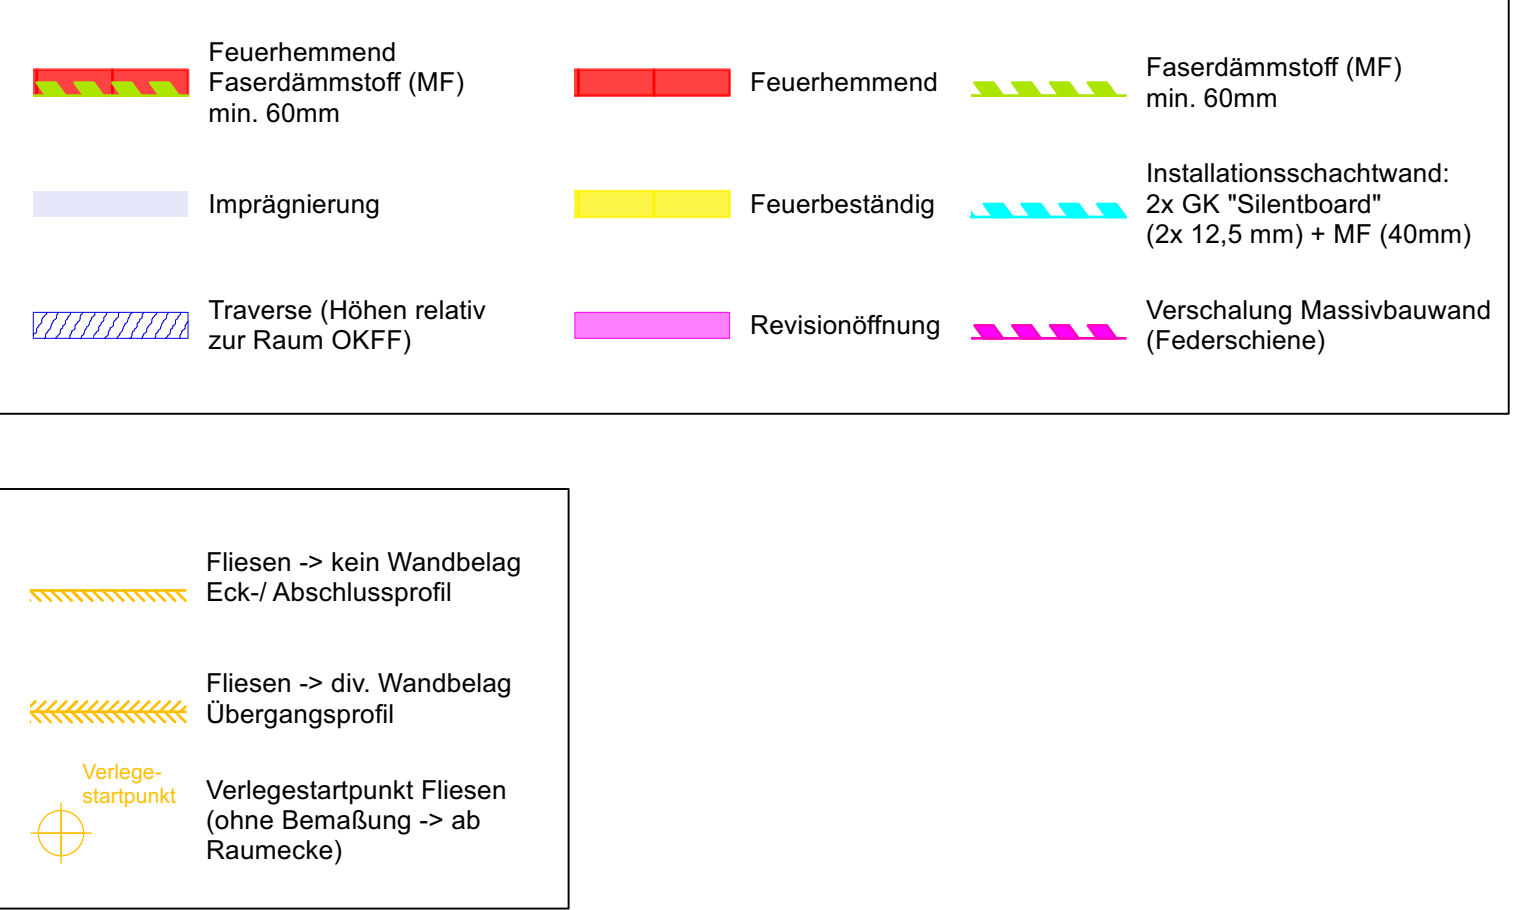 Feuerhemmend
Faserdämmstoff (MF)
min. 60mm
Feuerhemmend
Faserdämmstoff (MF)
min. 60mm
Imprägnierung
Feuerbeständig
Installationsschachtwand:
2x GK "Silentboard"
(2x 12,5 mm) + MF (40mm)
Traverse (Höhen relativ
zur Raum OKFF)
Revisionöffnung
Verschalung Massivbauwand
(Federschiene)
Fliesen -> kein Wandbelag
Eck-/ Abschlussprofil
Fliesen -> div. Wandbelag
Übergangsprofil
Verlege-
startpunkt
Verlegestartpunkt Fliesen
(ohne Bemaßung -> ab
Raumecke)